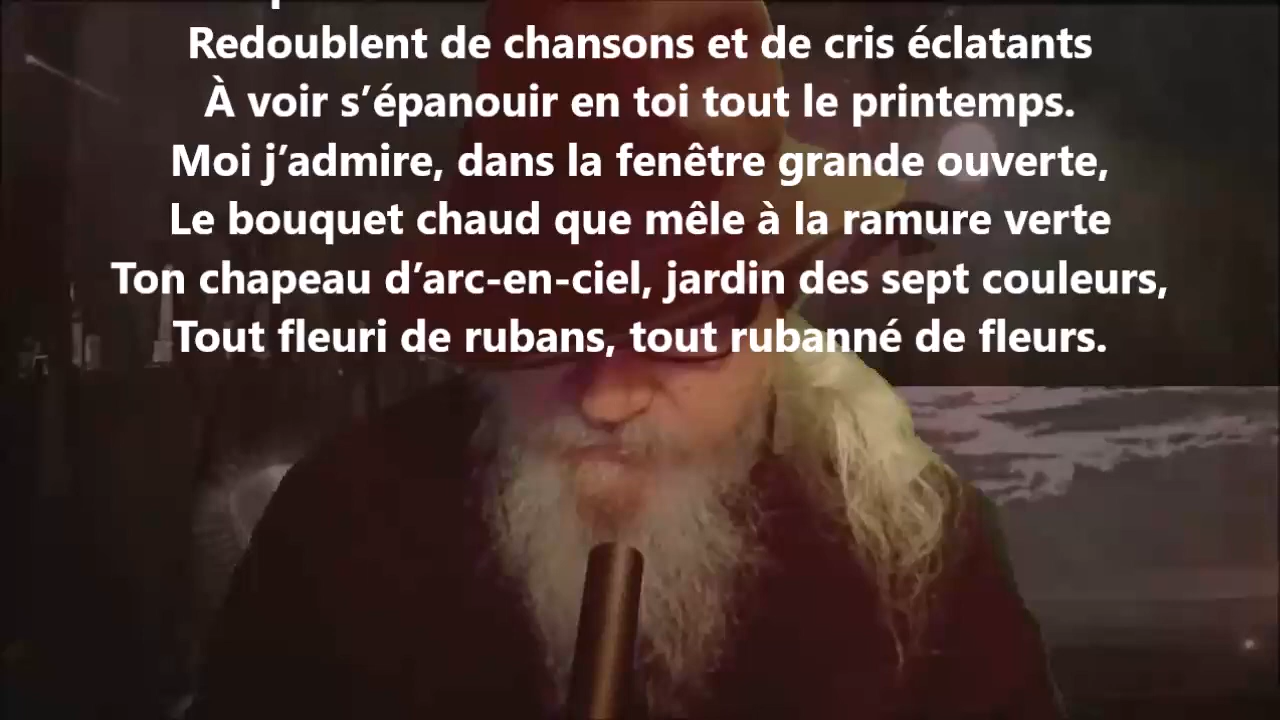 Redoublent de chansons et de cris éclatants
À voir s’épanouir en toi tout le printemps.
Moi j’admire, dans la fenêtre grande ouverte,
Le bouquet chaud que mêle à la ramure verte
Ton chapeau d’arc-en-ciel, jardin des sept couleurs,
Tout fleuri de rubans, tout rubanné de fleurs.